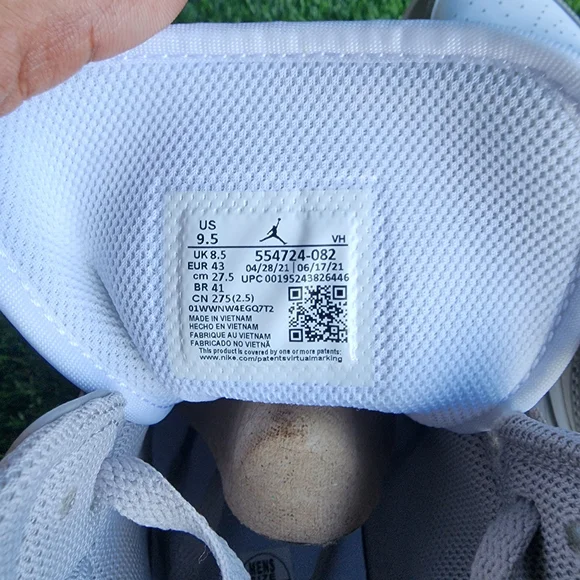 US
9.5 VH
UK 8.5 554724-082
EUR 43 04/28/21 06/17/21
cm 27.5 UPC 00195243826446
BR 41
CN 275(2.5)
01WWNW4EGQ7T2
MADE IN VIETNAM
HECHO EN VIETNAM
FABRIQUE AU VIETNAM
FABRICADO NO VIETNÃ
This product is covered by one or more patents:
www.nike.com/patentsvirtualmarking
MENS